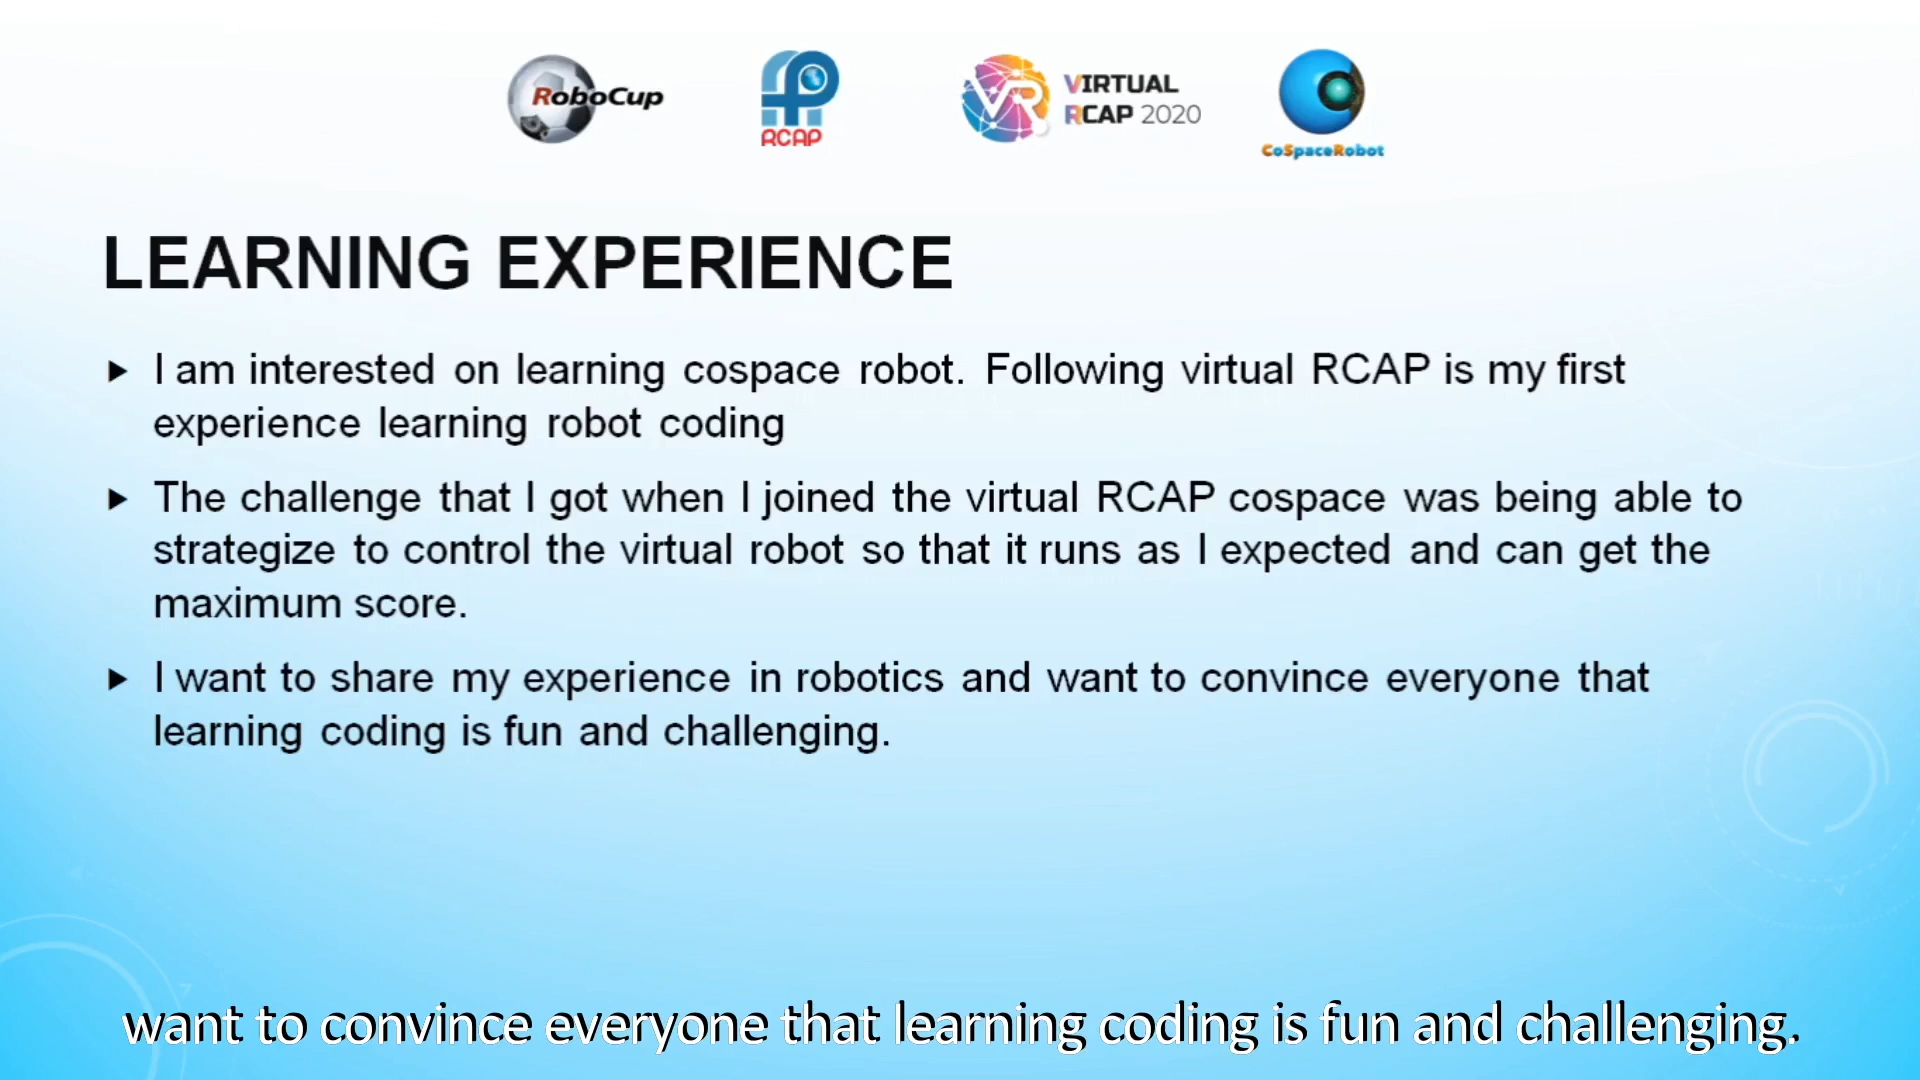 RoboCup
RCAP
VR
VIRTUAL
RCAP 2020
CoSpaceRobot
LEARNING EXPERIENCE
I am interested on learning cospace robot. Following virtual RCAP is my first
experience learning robot coding
The challenge that I got when I joined the virtual RCAP cospace was being able to
strategize to control the virtual robot so that it runs as I expected and can get the
maximum score.
I want to share my experience in robotics and want to convince everyone that
learning coding is fun and challenging.
want to convince everyone that learning coding is fun and challenging.